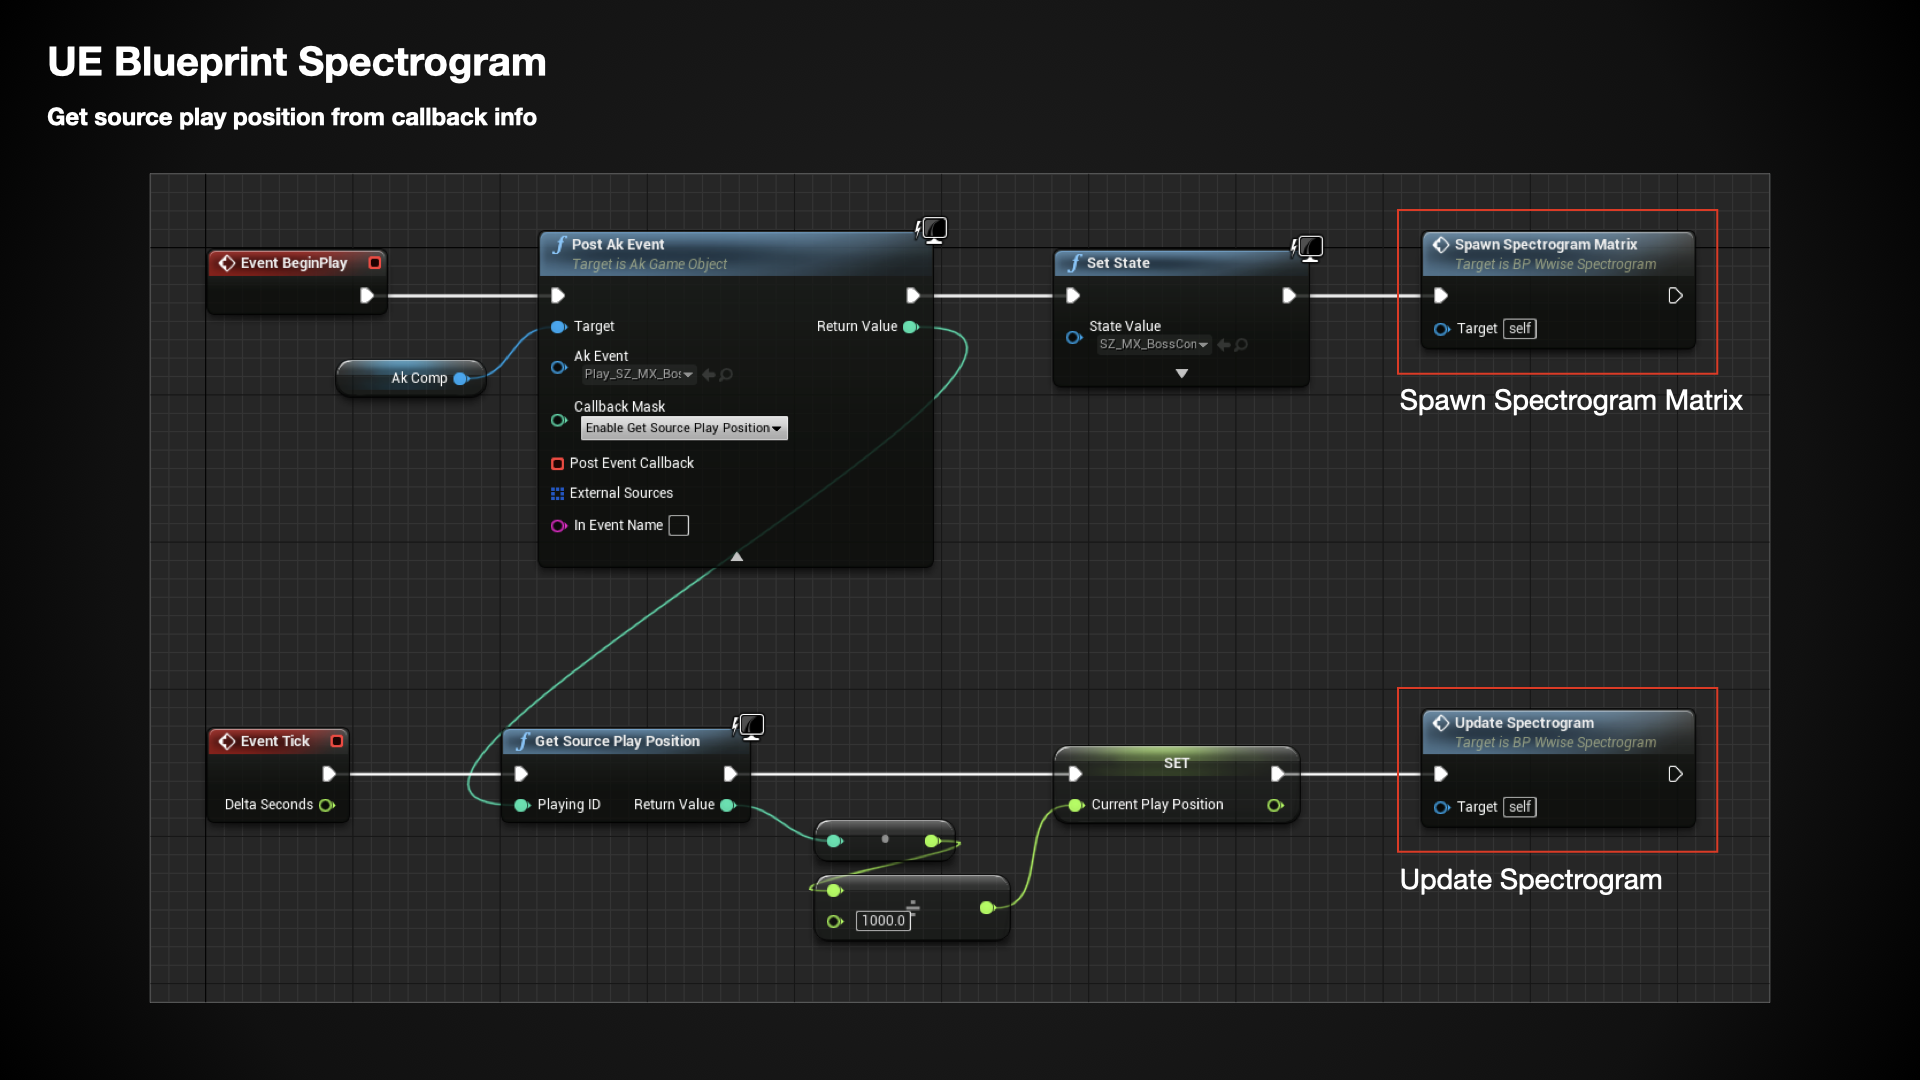 UE Blueprint Spectrogram
Get source play position from callback info
Event BeginPlay
Ak Comp
Post Ak Event
Target is Ak Game Object
Target
Return Value
Ak Event
Play_SZ_MX_Bos
Callback Mask
Enable Get Source Play Position
Post Event Callback
External Sources
In Event Name
Set State
State Value
SZ_MX_BossCon
Spawn Spectrogram Matrix
Target is BP Wwise Spectrogram
Target self
Spawn Spectrogram Matrix
Event Tick
Delta Seconds
Get Source Play Position
Playing ID Return Value
÷
1000.0
SET
Current Play Position
Update Spectrogram
Target is BP Wwise Spectrogram
Target self
Update Spectrogram